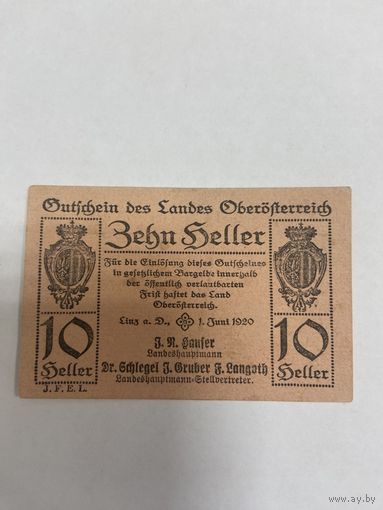 Gutschein des Landes Oberösterreich
Zehn Heller
Für die Einlösung dieses Gutscheines
in gesetzlichem Bargelde innerhalb
der öffentlich verlautbarten
Frist haftet das Land
Oberösterreich.
Linz a. D., 1. Juni 1920
J. N. Hauser
Landeshauptmann
Dr. Schlegel J. Gruber F. Langoth
Landeshauptmann-Stellvertreter.
10
Heller
10
Heller
J. F. E. L.
www.ay.by